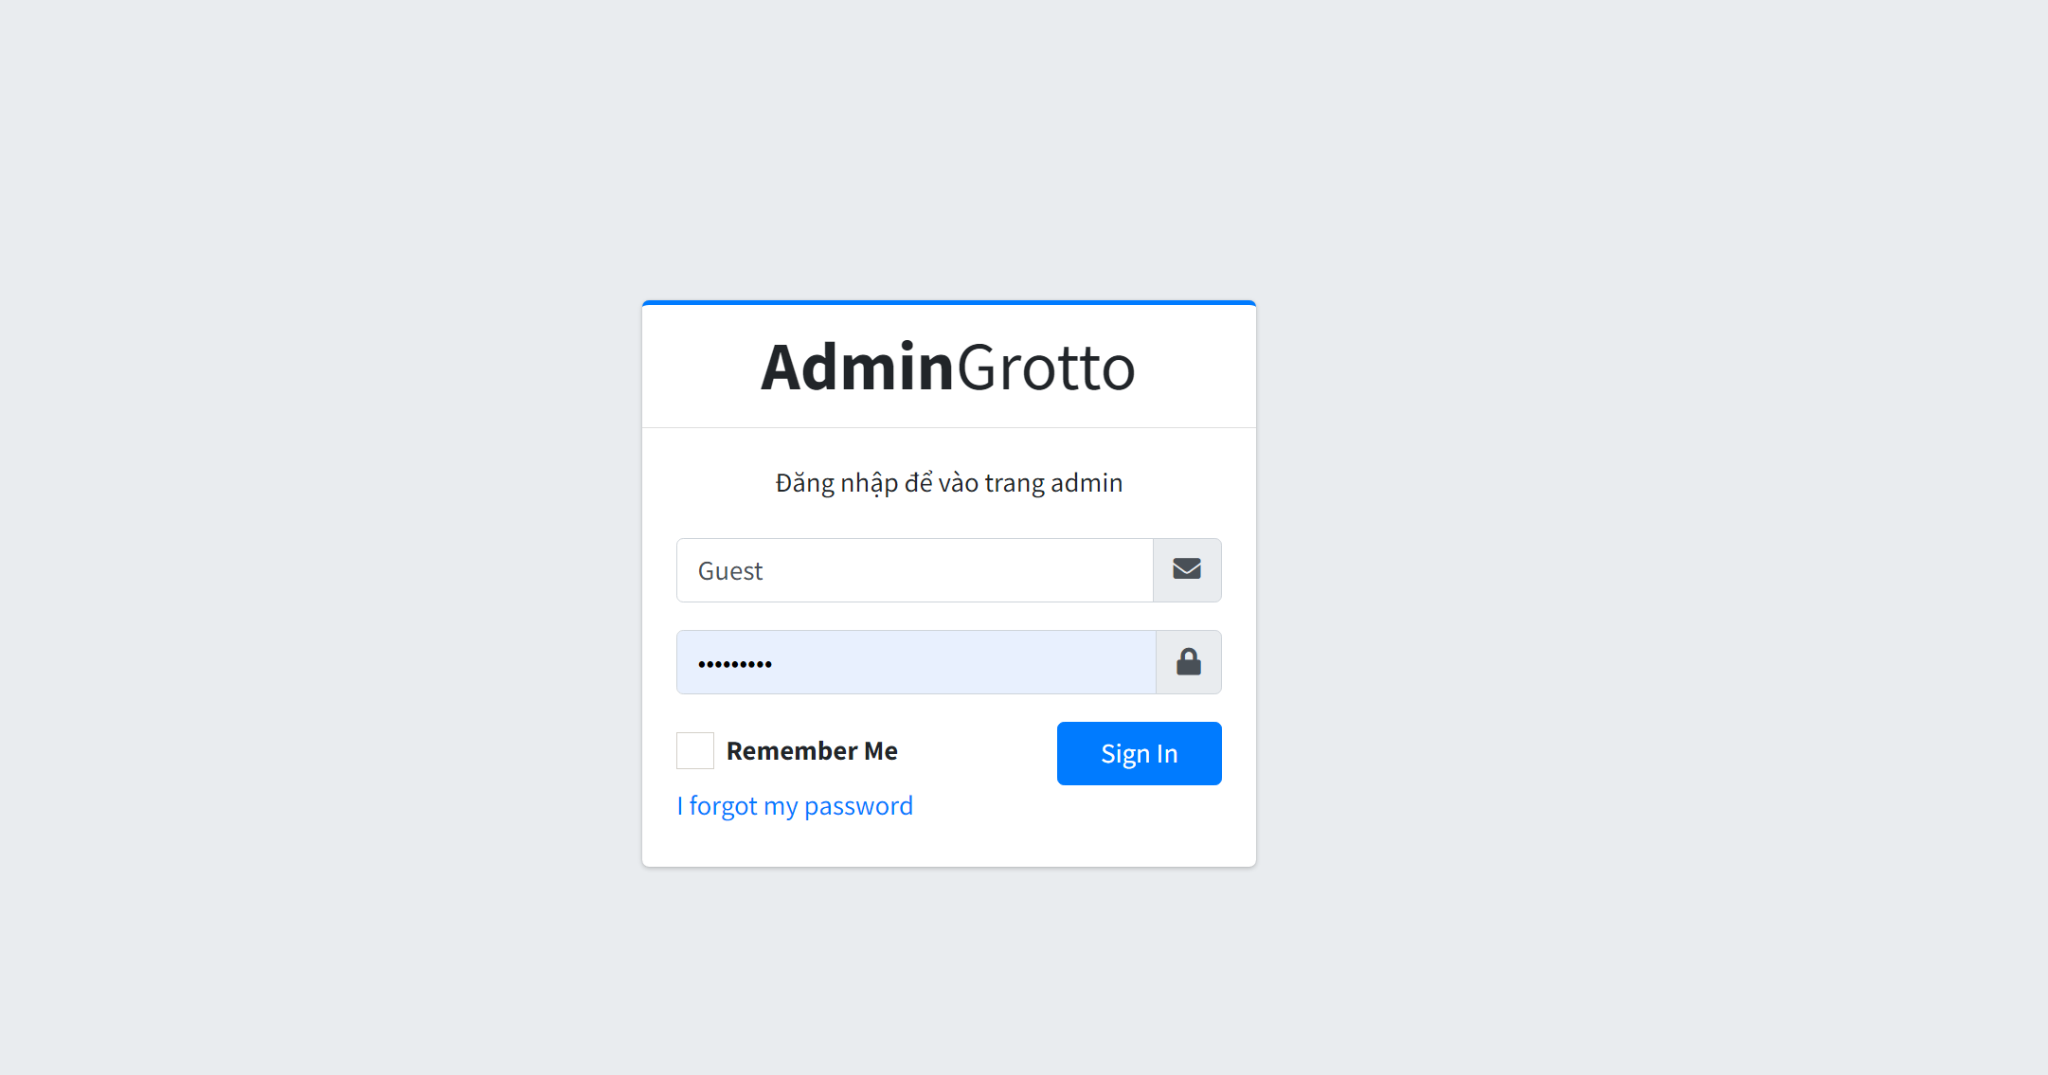 AdminGrotto
Đăng nhập để vào trang admin
Guest
•••••••••
Remember Me
Sign In
I forgot my password